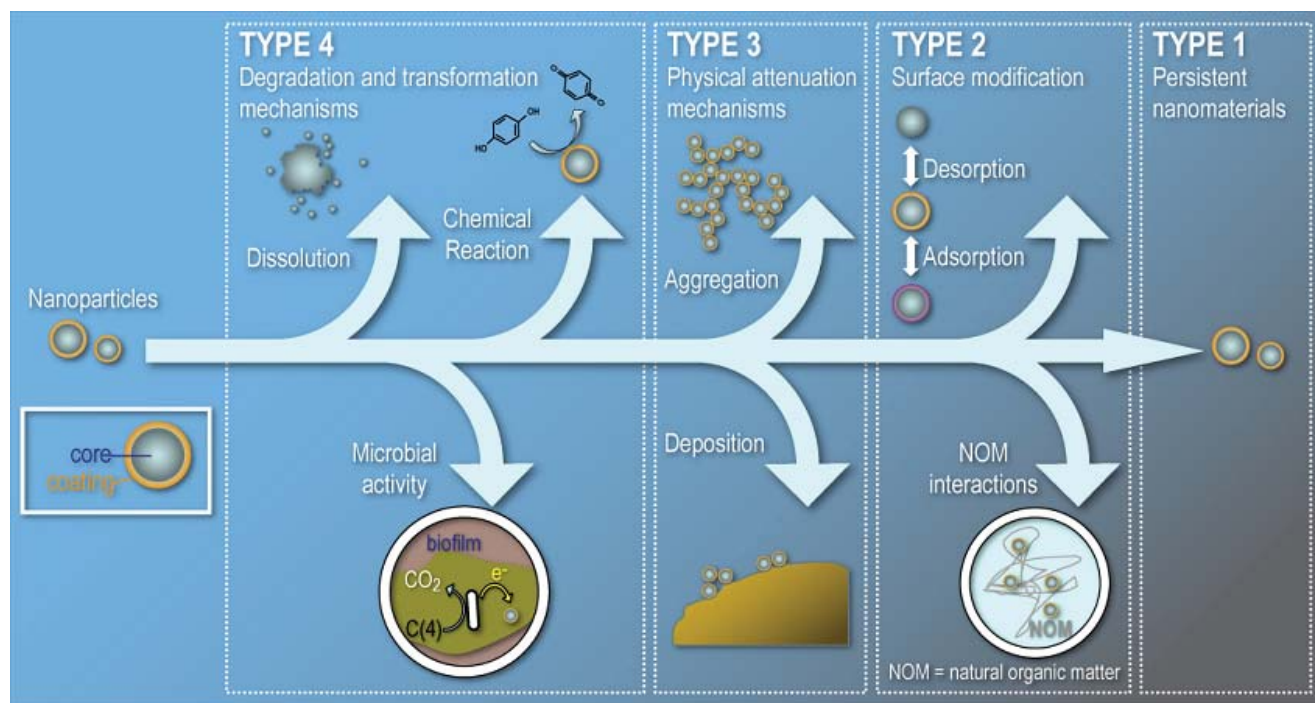 TYPE 4
Degradation and transformation
mechanisms
OH
HO
O
O
Dissolution
Chemical
Reaction
Microbial
activity
biofilm
CO2
e-
C(4)
TYPE 3
Physical attenuation
mechanisms
Aggregation
Deposition
TYPE 2
Surface modification
Desorption
Adsorption
NOM
interactions
NOM
NOM = natural organic matter
TYPE 1
Persistent
nanomaterials
Nanoparticles
core
coating